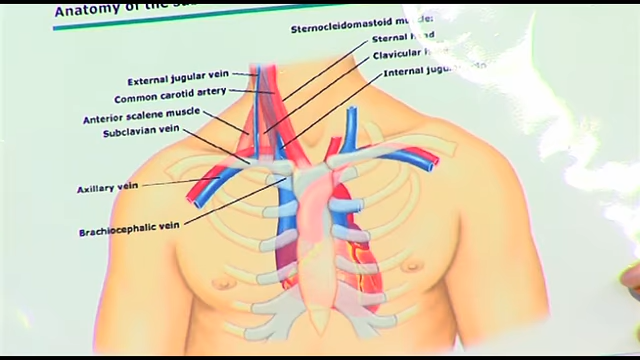 Anatomy of the
Sternocleidomastoid muscle:
Sternal head
Clavicular
Internal
External jugular vein
Common carotid artery
Anterior scalene muscle
Subclavian vein
Axillary vein
Brachiocephalic vein